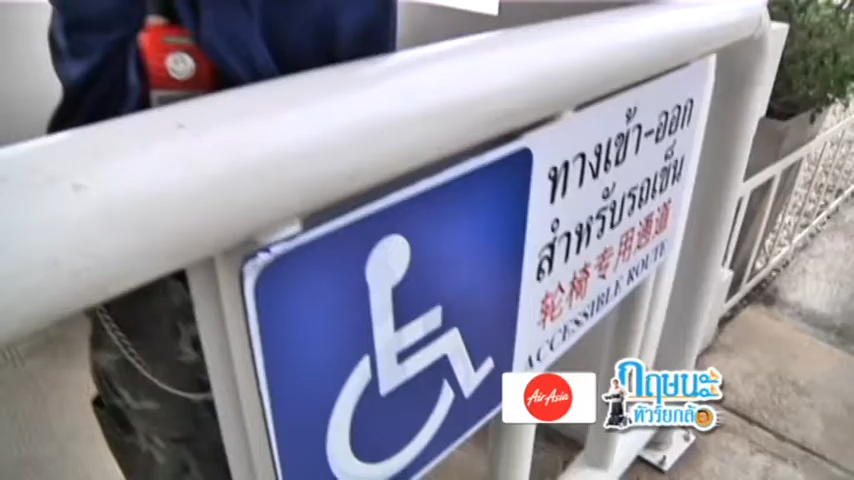 ทางเข้า-ออก
สำหรับรถเข็น
轮椅专用通道
ACCESSIBLE ROUTE
AirAsia
กฤษนะ
ทัวร์ยกล้อ